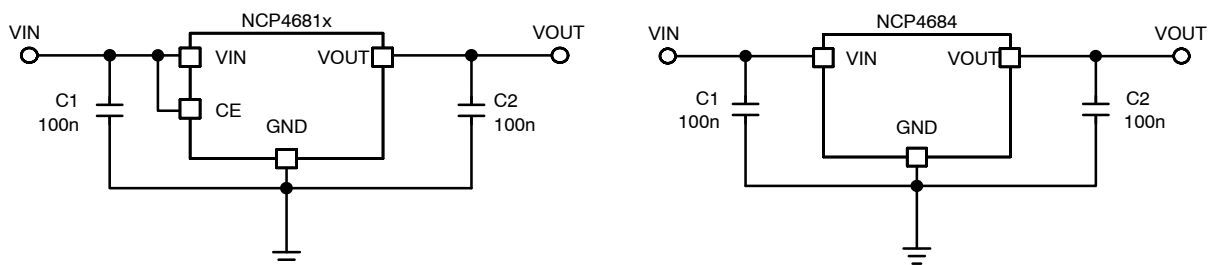 NCP4681x
VIN
VOUT
VIN
VOUT
C1
100n
CE
C2
100n
GND
NCP4684
VIN
VOUT
VIN
VOUT
C1
100n
C2
100n
GND